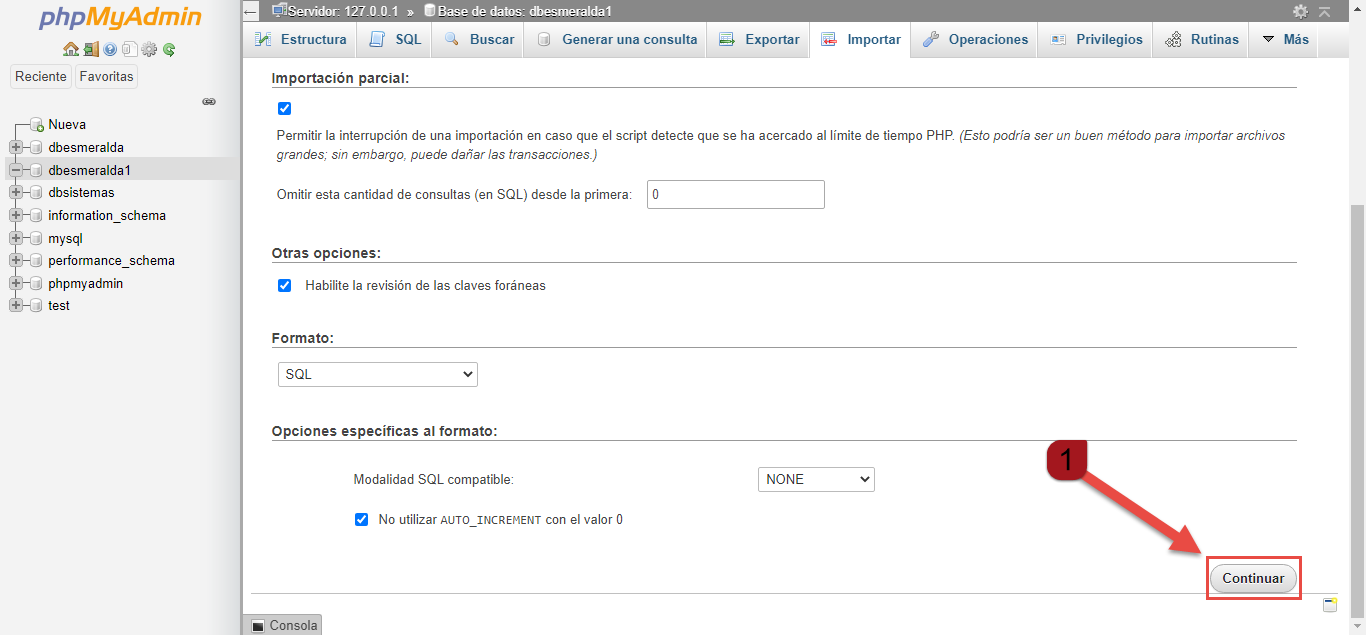 phpMyAdmin
Reciente Favoritas
Nueva
dbesmeralda
dbesmeralda1
dbsistemas
information_schema
mysql
performance_schema
phpmyadmin
test
Servidor: 127.0.0.1 » Base de datos: dbesmeralda1
Estructura SQL Buscar Generar una consulta Exportar Importar Operaciones Privilegios Rutinas Más
Importación parcial:
Permitir la interrupción de una importación en caso que el script detecte que se ha acercado al límite de tiempo PHP. (Esto podría ser un buen método para importar archivos
grandes; sin embargo, puede dañar las transacciones.)
Omitir esta cantidad de consultas (en SQL) desde la primera: 0
Otras opciones:
Habilite la revisión de las claves foráneas
Formato:
SQL
Opciones específicas al formato:
Modalidad SQL compatible: NONE
No utilizar AUTO_INCREMENT con el valor 0
1
Continuar
Consola